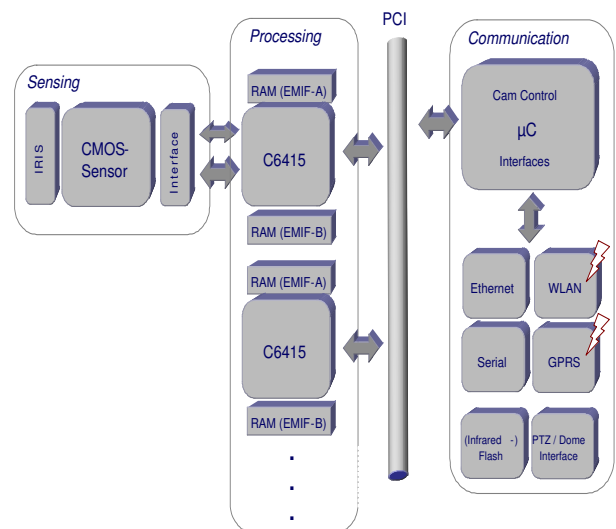 Sensing
IRIS
CMOS-
Sensor
Interface
Processing
RAM (EMIF-A)
C6415
RAM (EMIF-B)
RAM (EMIF-A)
C6415
RAM (EMIF-B)
.
.
.
PCI
Communication
Cam Control
µC
Interfaces
Ethernet
WLAN
Serial
GPRS
(Infrared -)
Flash
PTZ / Dome
Interface